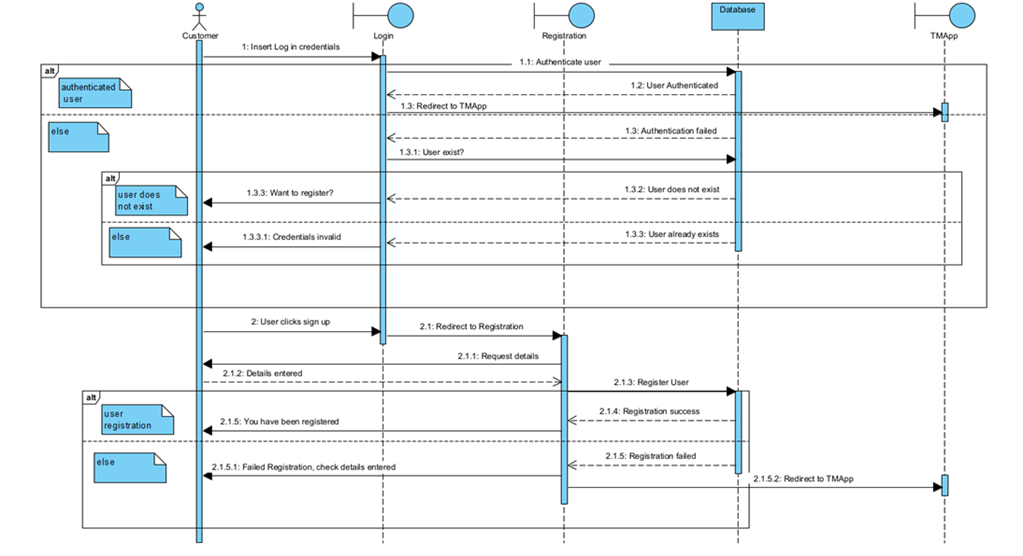 Database
Customer
Login
Registration
TMApp
1: Insert Log in credentials
1.1: Authenticate user
alt
authenticated
user
1.2: User Authenticated
1.3: Redirect to TMApp
else
1.3: Authentication failed
1.3.1: User exist?
alt
user does
not exist
1.3.3: Want to register?
1.3.2: User does not exist
else
1.3.3.1: Credentials invalid
1.3.3: User already exists
2: User clicks sign up
2.1: Redirect to Registration
2.1.1: Request details
2.1.2: Details entered
2.1.3: Register User
alt
user
registration
2.1.4: Registration success
2.1.5: You have been registered
else
2.1.5: Registration failed
2.1.5.1: Failed Registration, check details entered
2.1.5.2: Redirect to TMApp